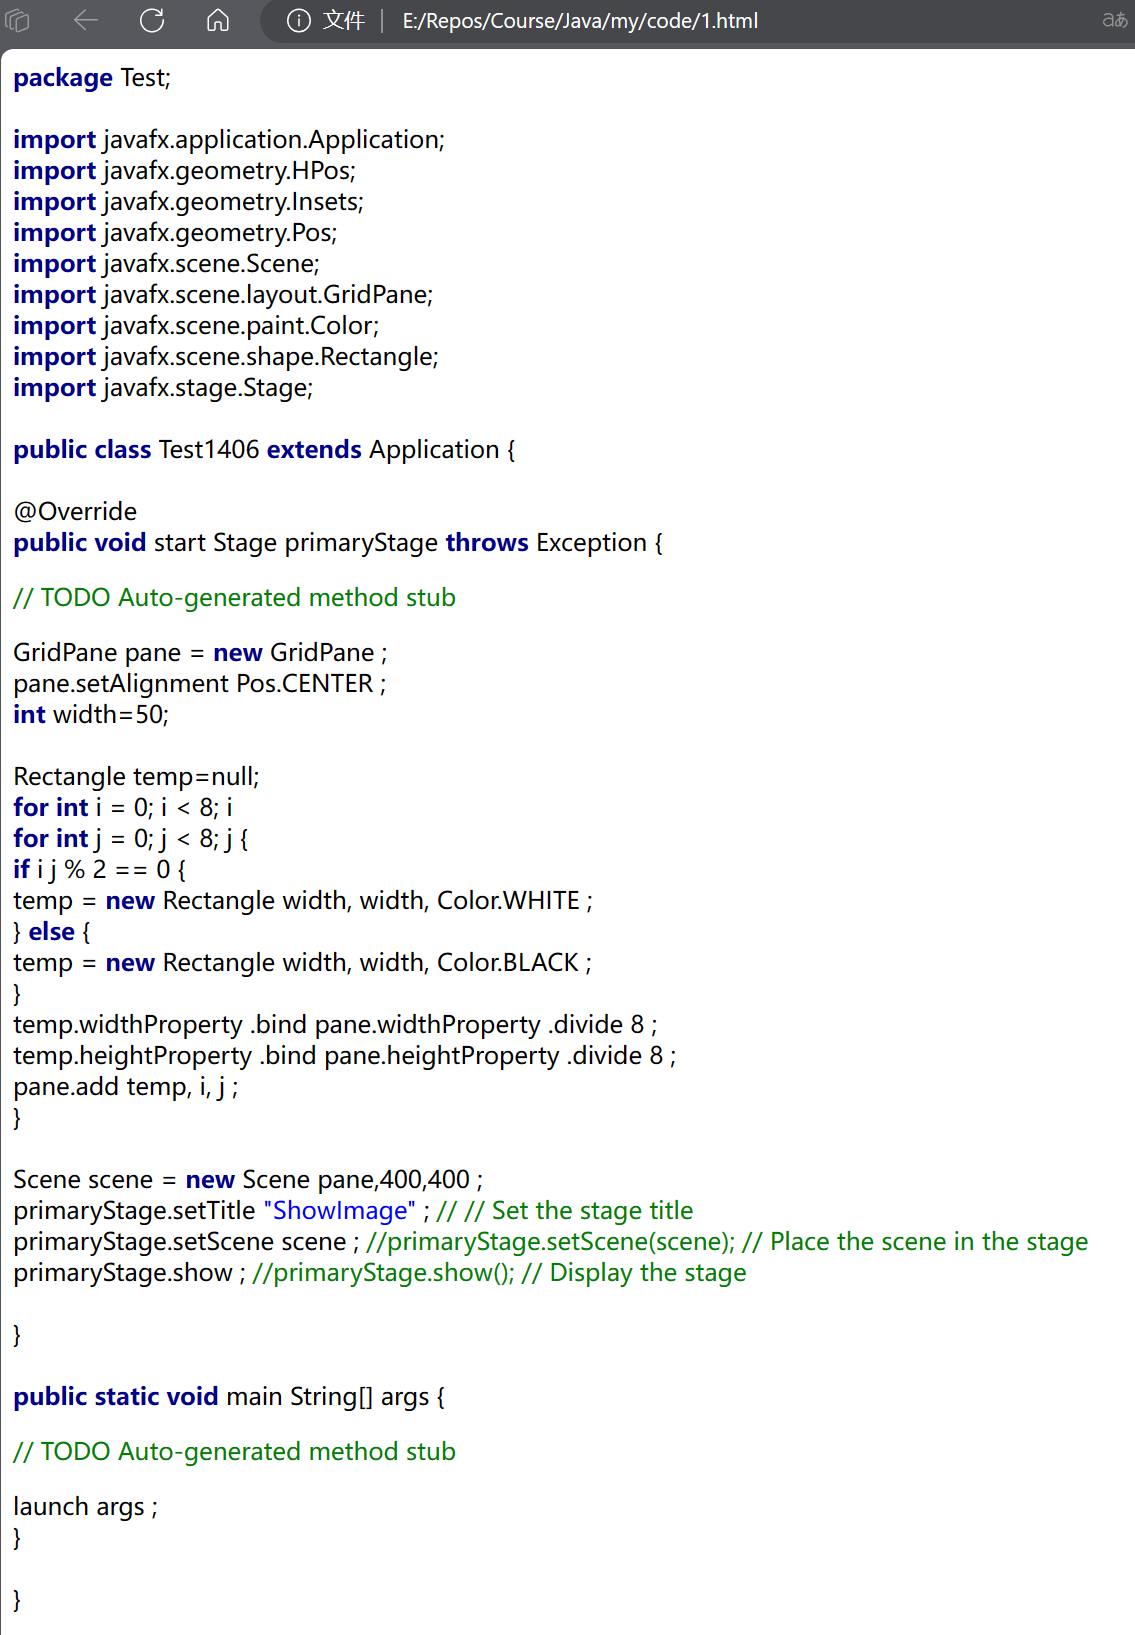 文件 E:/Repos/Course/Java/my/code/1.html aあ
package Test;
import javafx.application.Application;
import javafx.geometry.HPos;
import javafx.geometry.Insets;
import javafx.geometry.Pos;
import javafx.scene.Scene;
import javafx.scene.layout.GridPane;
import javafx.scene.paint.Color;
import javafx.scene.shape.Rectangle;
import javafx.stage.Stage;
public class Test1406 extends Application {
@Override
public void start Stage primaryStage throws Exception {
// TODO Auto-generated method stub
GridPane pane = new GridPane ;
pane.setAlignment Pos.CENTER ;
int width=50;
Rectangle temp=null;
for int i = 0; i < 8; i
for int j = 0; j < 8; j {
if i j % 2 == 0 {
temp = new Rectangle width, width, Color.WHITE ;
} else {
temp = new Rectangle width, width, Color.BLACK ;
}
temp.widthProperty .bind pane.widthProperty .divide 8 ;
temp.heightProperty .bind pane.heightProperty .divide 8 ;
pane.add temp, i, j ;
}
Scene scene = new Scene pane,400,400 ;
primaryStage.setTitle "ShowImage" ; // // Set the stage title
primaryStage.setScene scene ; //primaryStage.setScene(scene); // Place the scene in the stage
primaryStage.show ; //primaryStage.show(); // Display the stage
}
public static void main String[] args {
// TODO Auto-generated method stub
launch args ;
}
}